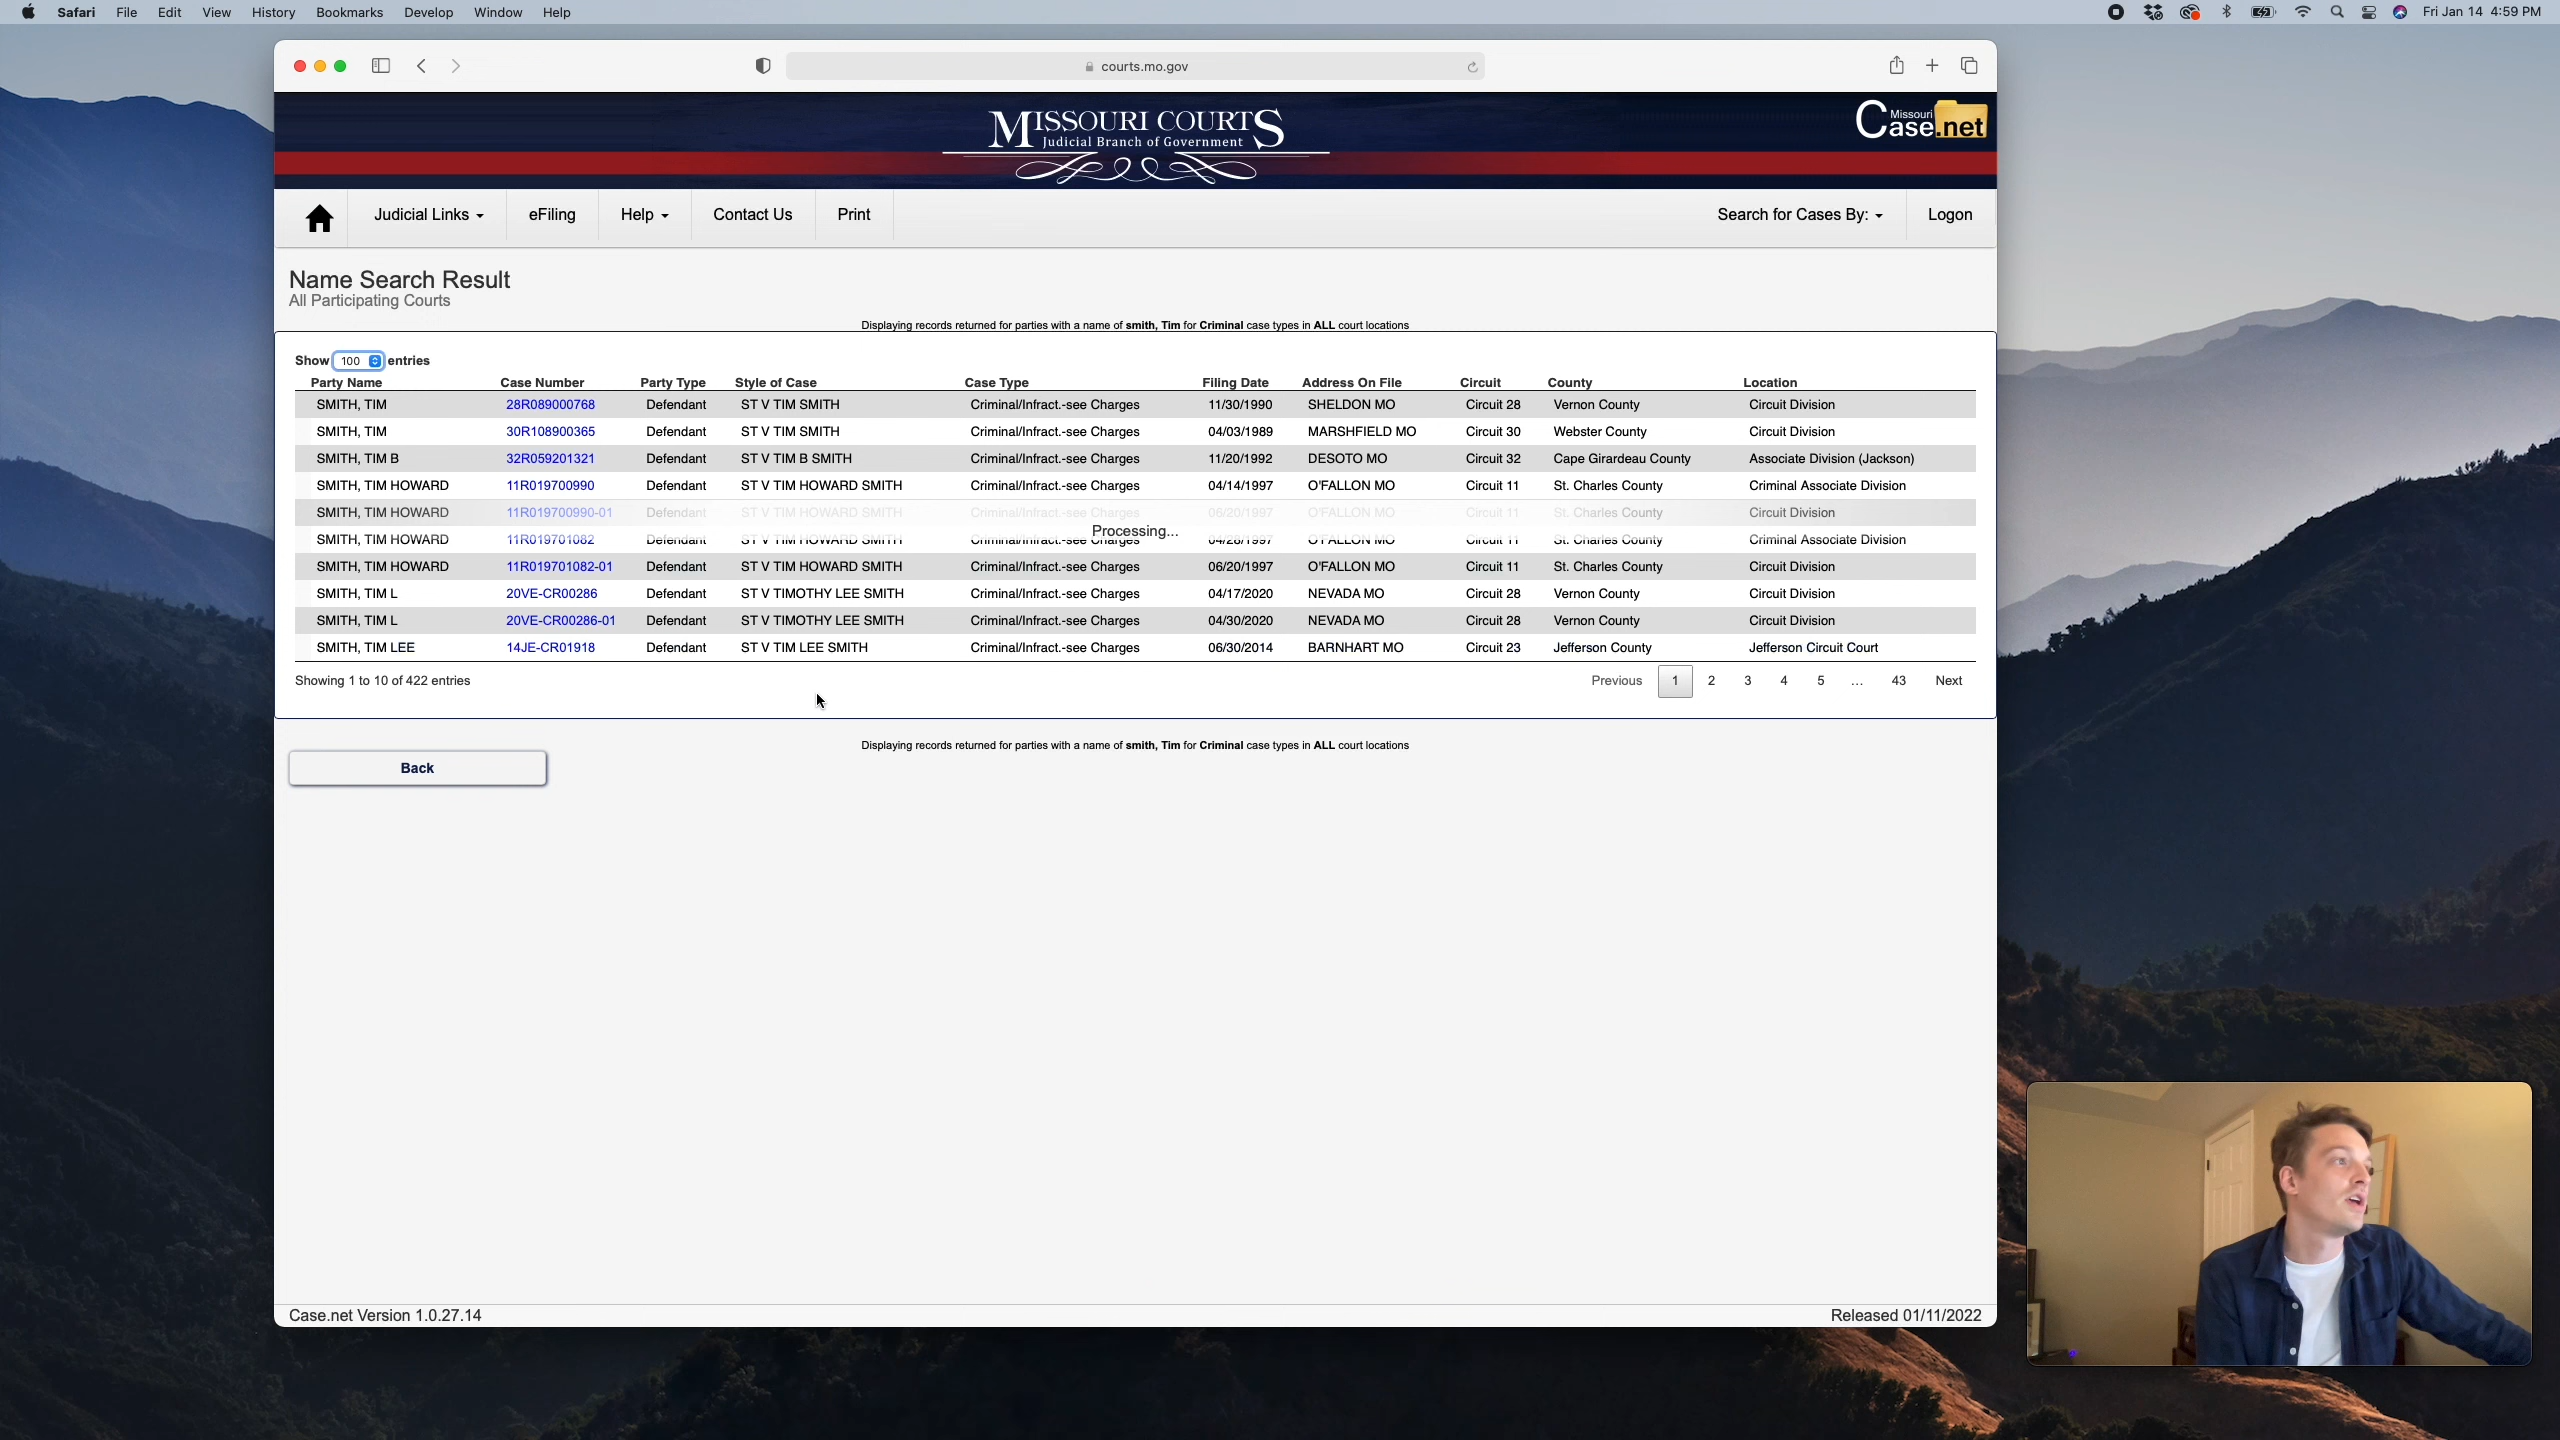 Safari File Edit View History Bookmarks Develop Window Help Fri Jan 14 4:59 PM
courts.mo.gov
MISSOURI COURTS
Judicial Branch of Government
Missouri
Case.net
Judicial Links eFiling Help Contact Us Print Search for Cases By: Logon
Name Search Result
All Participating Courts
Displaying records returned for parties with a name of smith, Tim for Criminal case types in ALL court locations
Show 100 entries
Party Name Case Number Party Type Style of Case Case Type Filing Date Address On File Circuit County Location
SMITH, TIM 28R089000768 Defendant ST V TIM SMITH Criminal/Infract.-see Charges 11/30/1990 SHELDON MO Circuit 28 Vernon County Circuit Division
SMITH, TIM 30R108900365 Defendant ST V TIM SMITH Criminal/Infract.-see Charges 04/03/1989 MARSHFIELD MO Circuit 30 Webster County Circuit Division
SMITH, TIM B 32R059201321 Defendant ST V TIM B SMITH Criminal/Infract.-see Charges 11/20/1992 DESOTO MO Circuit 32 Cape Girardeau County Associate Division (Jackson)
SMITH, TIM HOWARD 11R019700990 Defendant ST V TIM HOWARD SMITH Criminal/Infract.-see Charges 04/14/1997 O'FALLON MO Circuit 11 St. Charles County Criminal Associate Division
SMITH, TIM HOWARD 11R019700990-01 Defendant ST V TIM HOWARD SMITH Criminal/Infract.-see Charges 06/20/1997 O'FALLON MO Circuit 11 St. Charles County Circuit Division
Processing...
SMITH, TIM HOWARD 11R019701082 Defendant ST V TIM HOWARD SMITH Criminal/Infract.-see Charges 04/28/1997 O'FALLON MO Circuit 11 St. Charles County Criminal Associate Division
SMITH, TIM HOWARD 11R019701082-01 Defendant ST V TIM HOWARD SMITH Criminal/Infract.-see Charges 06/20/1997 O'FALLON MO Circuit 11 St. Charles County Circuit Division
SMITH, TIM L 20VE-CR00286 Defendant ST V TIMOTHY LEE SMITH Criminal/Infract.-see Charges 04/17/2020 NEVADA MO Circuit 28 Vernon County Circuit Division
SMITH, TIM L 20VE-CR00286-01 Defendant ST V TIMOTHY LEE SMITH Criminal/Infract.-see Charges 04/30/2020 NEVADA MO Circuit 28 Vernon County Circuit Division
SMITH, TIM LEE 14JE-CR01918 Defendant ST V TIM LEE SMITH Criminal/Infract.-see Charges 06/30/2014 BARNHART MO Circuit 23 Jefferson County Jefferson Circuit Court
Showing 1 to 10 of 422 entries Previous 1 2 3 4 5 ... 43 Next
Displaying records returned for parties with a name of smith, Tim for Criminal case types in ALL court locations
Back
Case.net Version 1.0.27.14 Released 01/11/2022